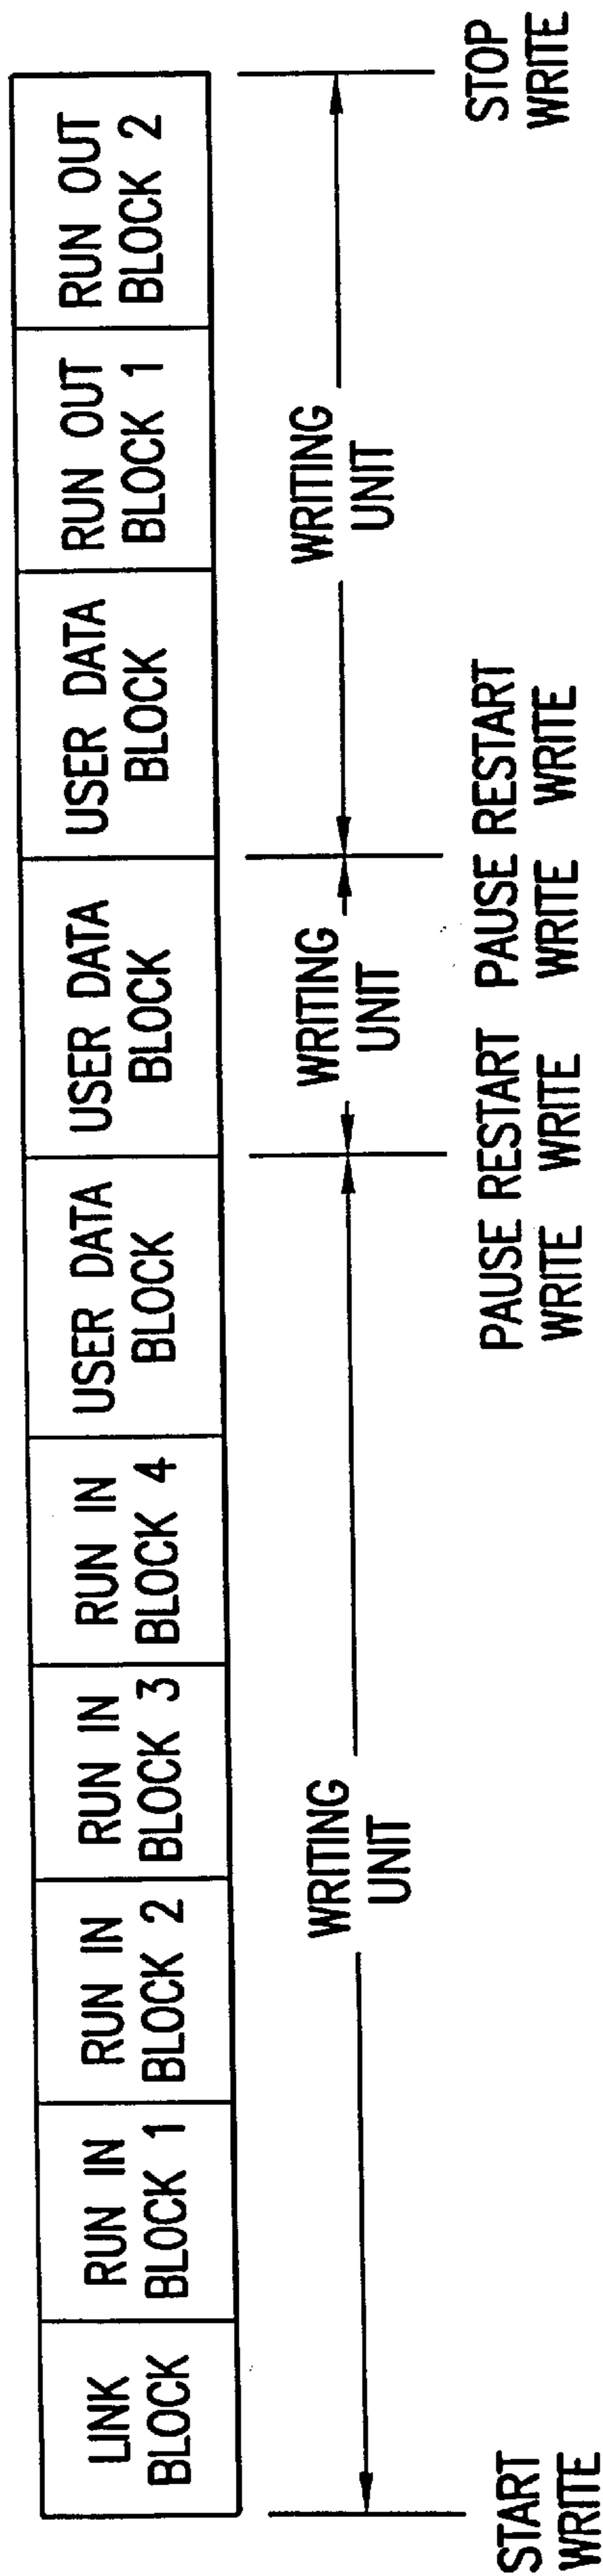 LINK
BLOCK
RUN IN
BLOCK 1
RUN IN
BLOCK 2
RUN IN
BLOCK 3
RUN IN
BLOCK 4
USER DATA
BLOCK
USER DATA
BLOCK
USER DATA
BLOCK
RUN OUT
BLOCK 1
RUN OUT
BLOCK 2
WRITING
UNIT
WRITING
UNIT
WRITING
UNIT
START
WRITE
PAUSE RESTART
WRITE WRITE
PAUSE RESTART
WRITE WRITE
STOP
WRITE